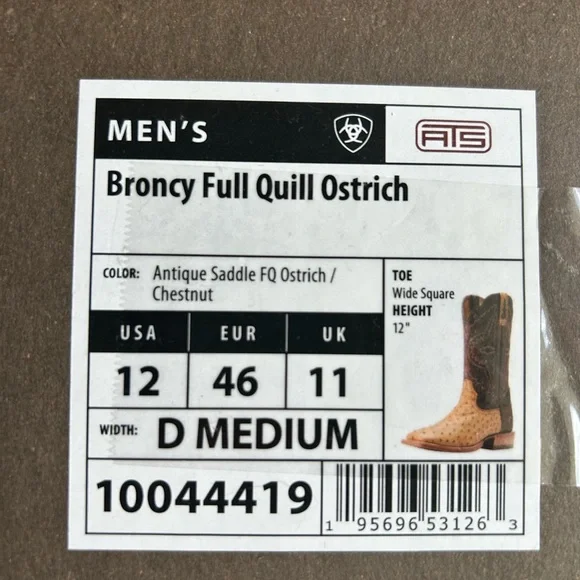 MEN'S
ATS
Broncy Full Quill Ostrich
COLOR: Antique Saddle FQ Ostrich /
Chestnut
TOE
Wide Square
HEIGHT
12"
USA EUR UK
12 46 11
WIDTH: D MEDIUM
10044419
1 95696 53126 3